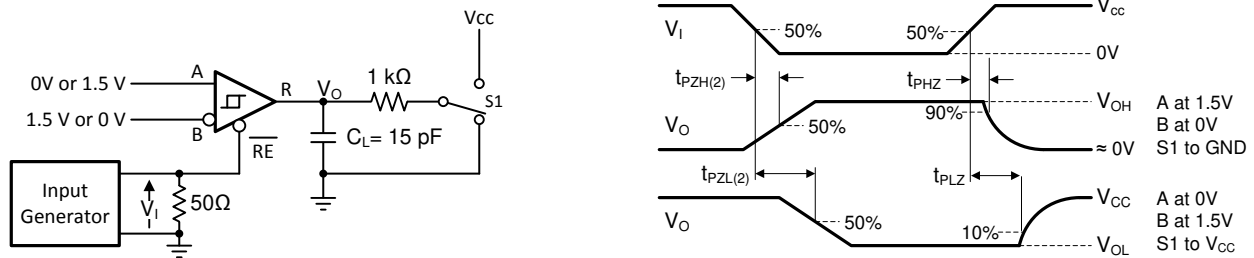 Vcc
0V or 1.5 V
A
R
VO
1 kΩ
S1
1.5 V or 0 V
B
RE
CL= 15 pF
Input
Generator
VI
50Ω
VI
50%
50%
Vcc
0V
tPZH(2)
tPHZ
VO
50%
90%
VOH
≈ 0V
A at 1.5V
B at 0V
S1 to GND
tPZL(2)
tPLZ
VO
50%
10%
VCC
VOL
A at 0V
B at 1.5V
S1 to VCC